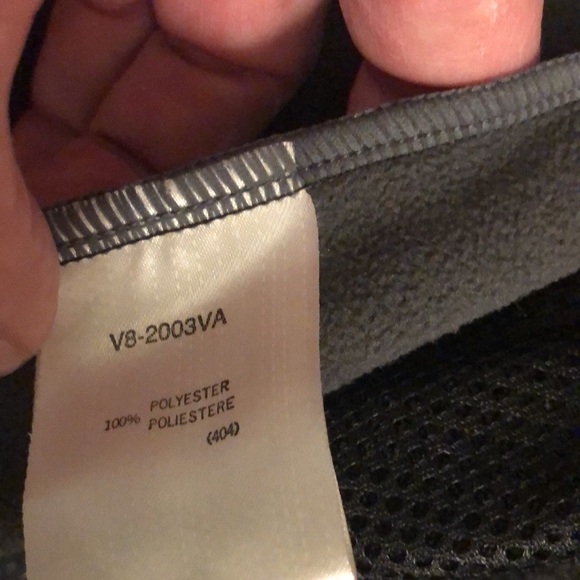 V8-2003VA
POLYESTER
100% POLIESTERE
(404)